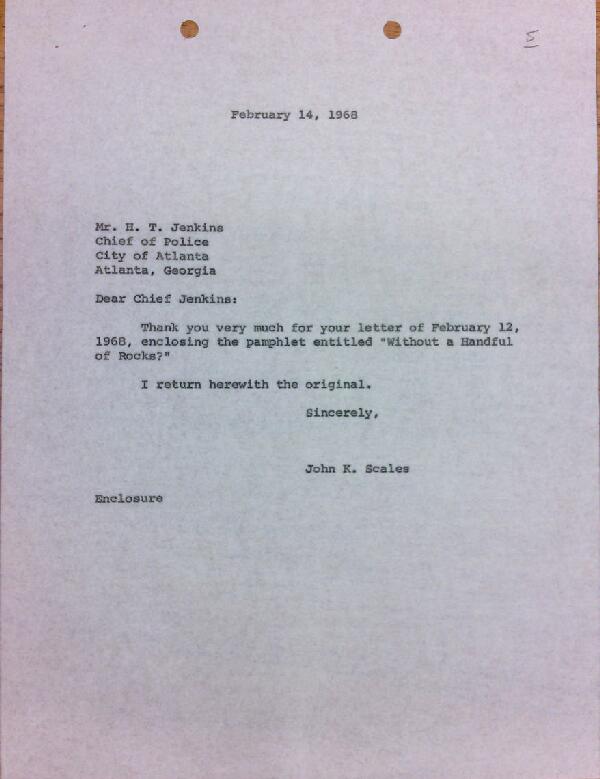 5
February 14, 1968
Mr. H. T. Jenkins
Chief of Police
City of Atlanta
Atlanta, Georgia
Dear Chief Jenkins:
Thank you very much for your letter of February 12,
1968, enclosing the pamphlet entitled "Without a Handful
of Rocks?"
I return herewith the original.
Sincerely,
John K. Scales
Enclosure